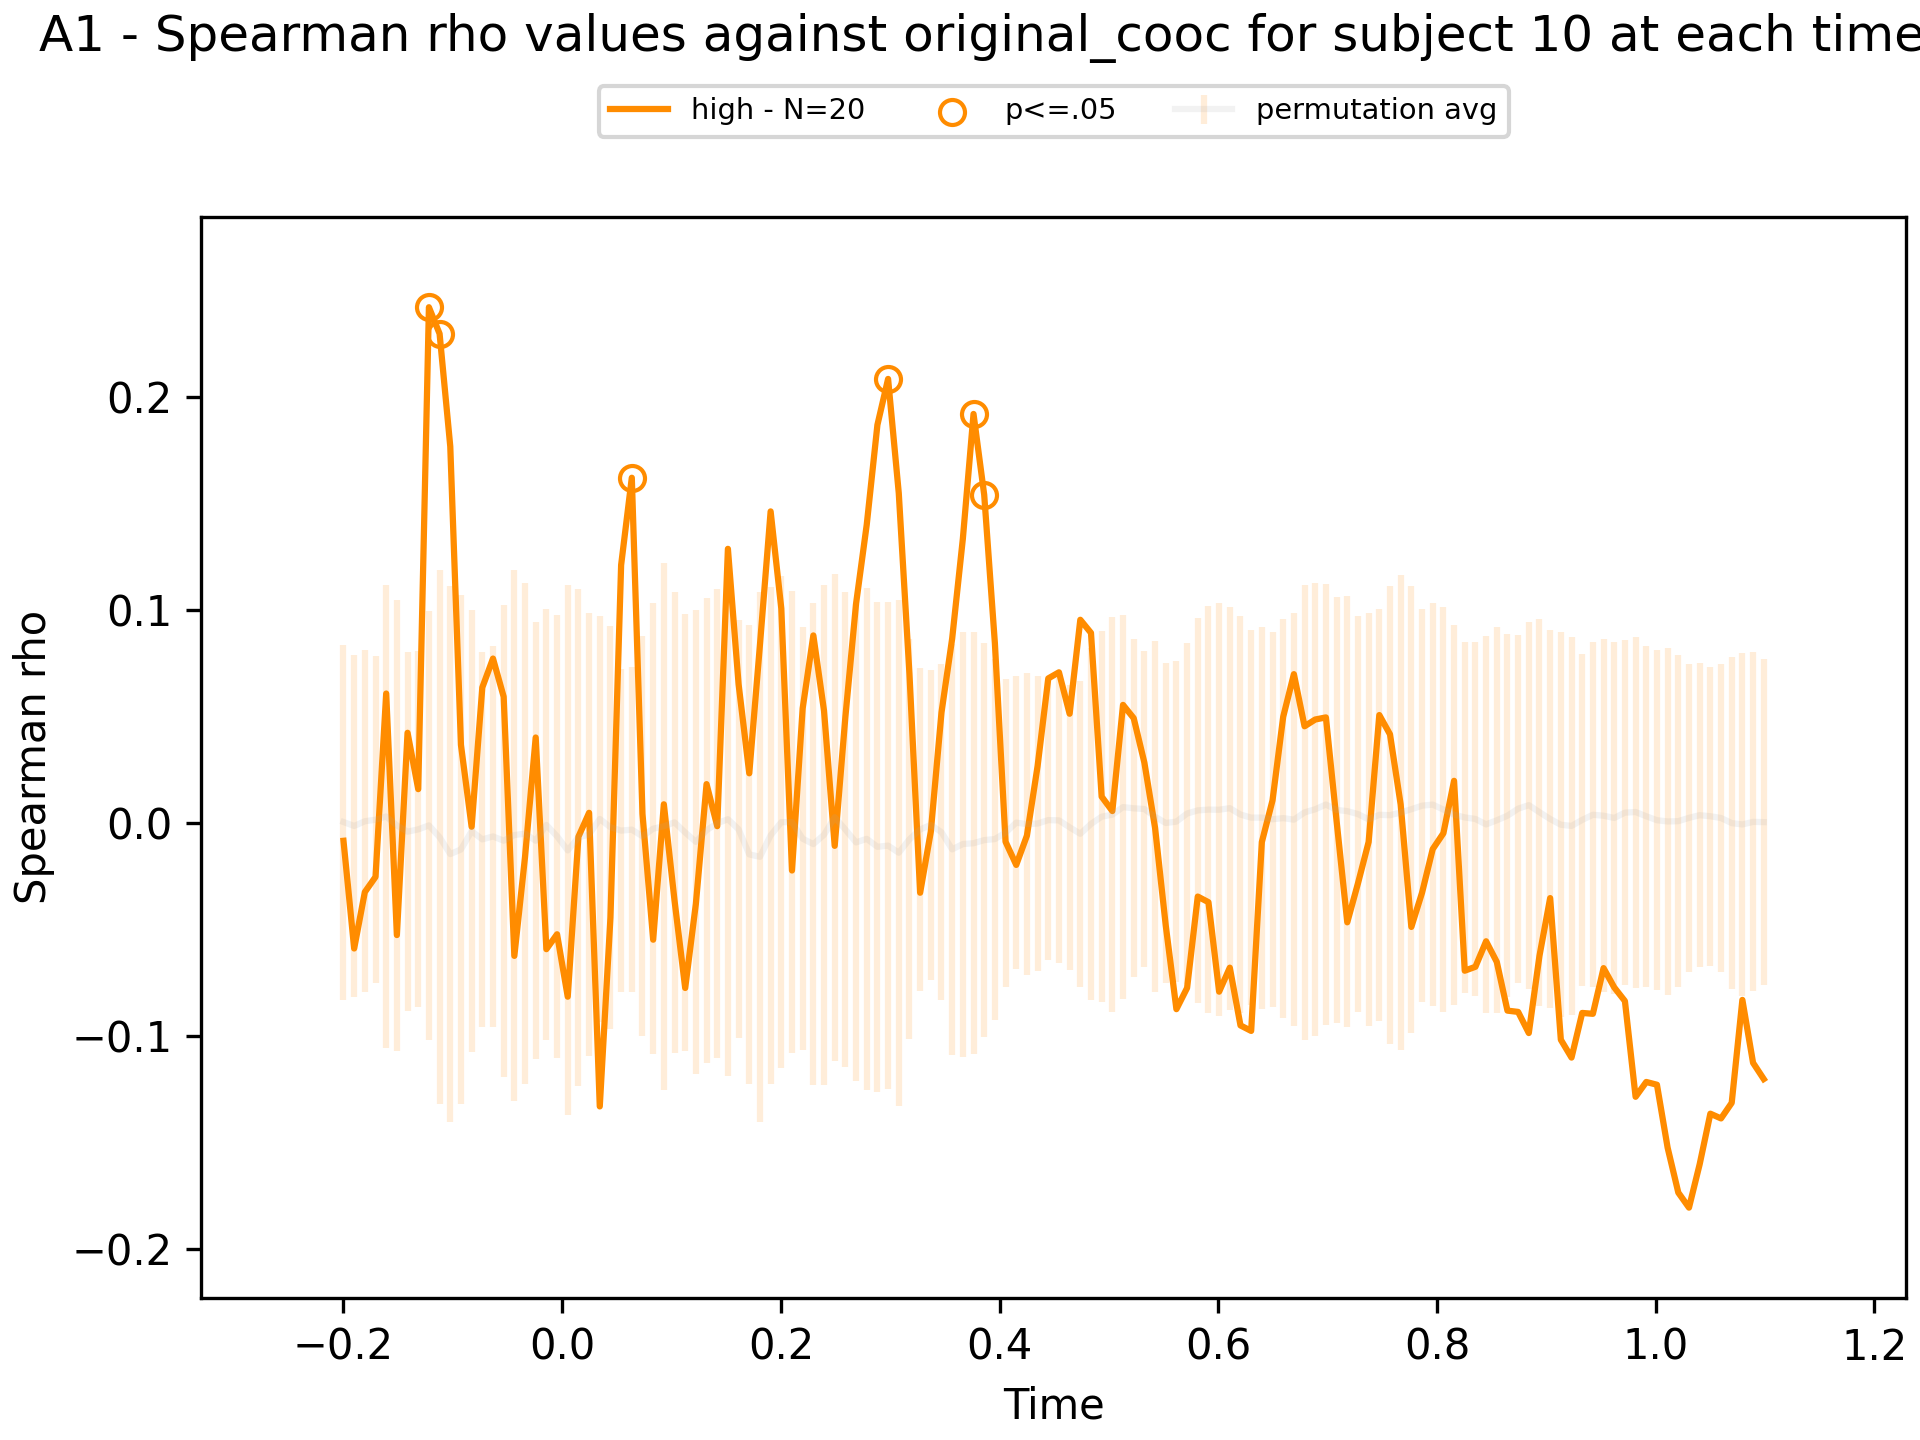 A1 - Spearman rho values against original_cooc for subject 10 at each time
high - N=20
p<=.05
permutation avg
Spearman rho
0.2
0.1
0.0
−0.1
−0.2
−0.2 0.0 0.2 0.4 0.6 0.8 1.0 1.2
Time